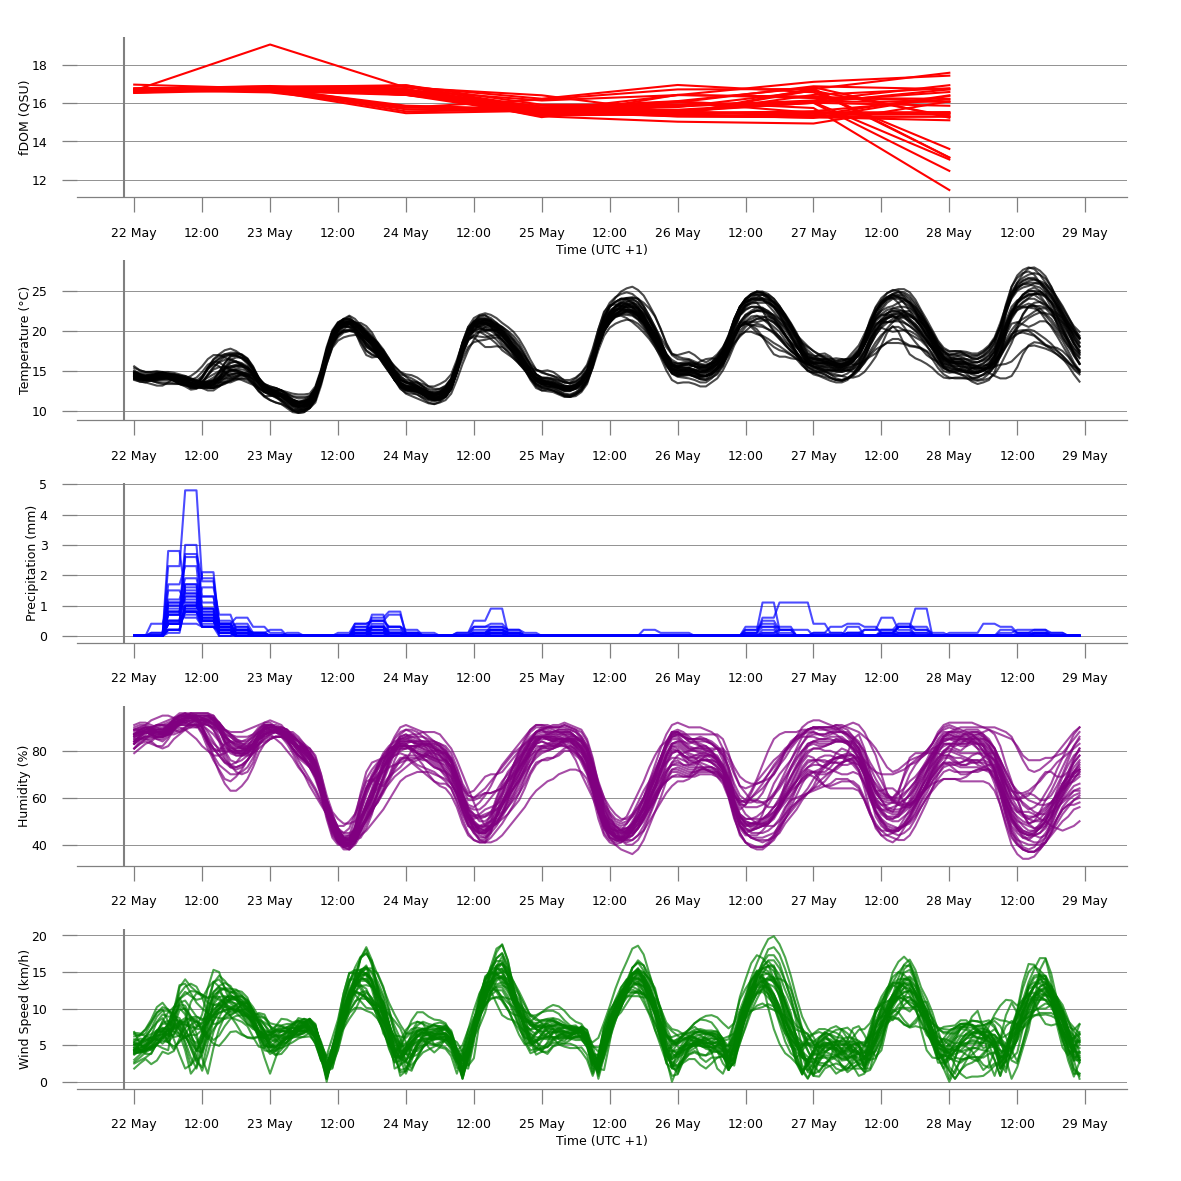 fDOM (QSU)
18
16
14
12
22 May 12:00 23 May 12:00 24 May 12:00 25 May 12:00 26 May 12:00 27 May 12:00 28 May 12:00 29 May
Time (UTC +1)
Temperature (°C)
25
20
15
10
22 May 12:00 23 May 12:00 24 May 12:00 25 May 12:00 26 May 12:00 27 May 12:00 28 May 12:00 29 May
Precipitation (mm)
5
4
3
2
1
0
22 May 12:00 23 May 12:00 24 May 12:00 25 May 12:00 26 May 12:00 27 May 12:00 28 May 12:00 29 May
Humidity (%)
80
60
40
22 May 12:00 23 May 12:00 24 May 12:00 25 May 12:00 26 May 12:00 27 May 12:00 28 May 12:00 29 May
Wind Speed (km/h)
20
15
10
5
0
22 May 12:00 23 May 12:00 24 May 12:00 25 May 12:00 26 May 12:00 27 May 12:00 28 May 12:00 29 May
Time (UTC +1)